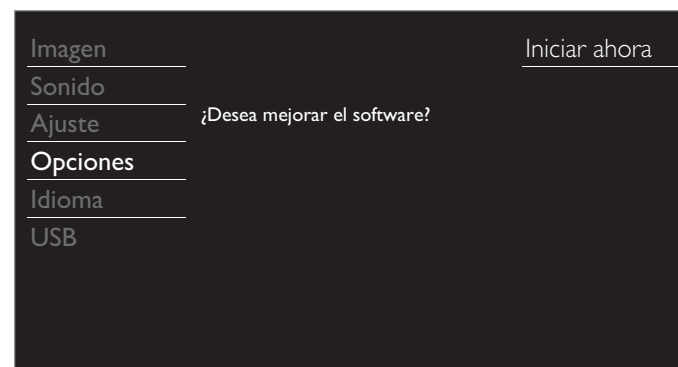 Imagen
Sonido
Ajuste
Opciones
Idioma
USB
¿Desea mejorar el software?
Iniciar ahora